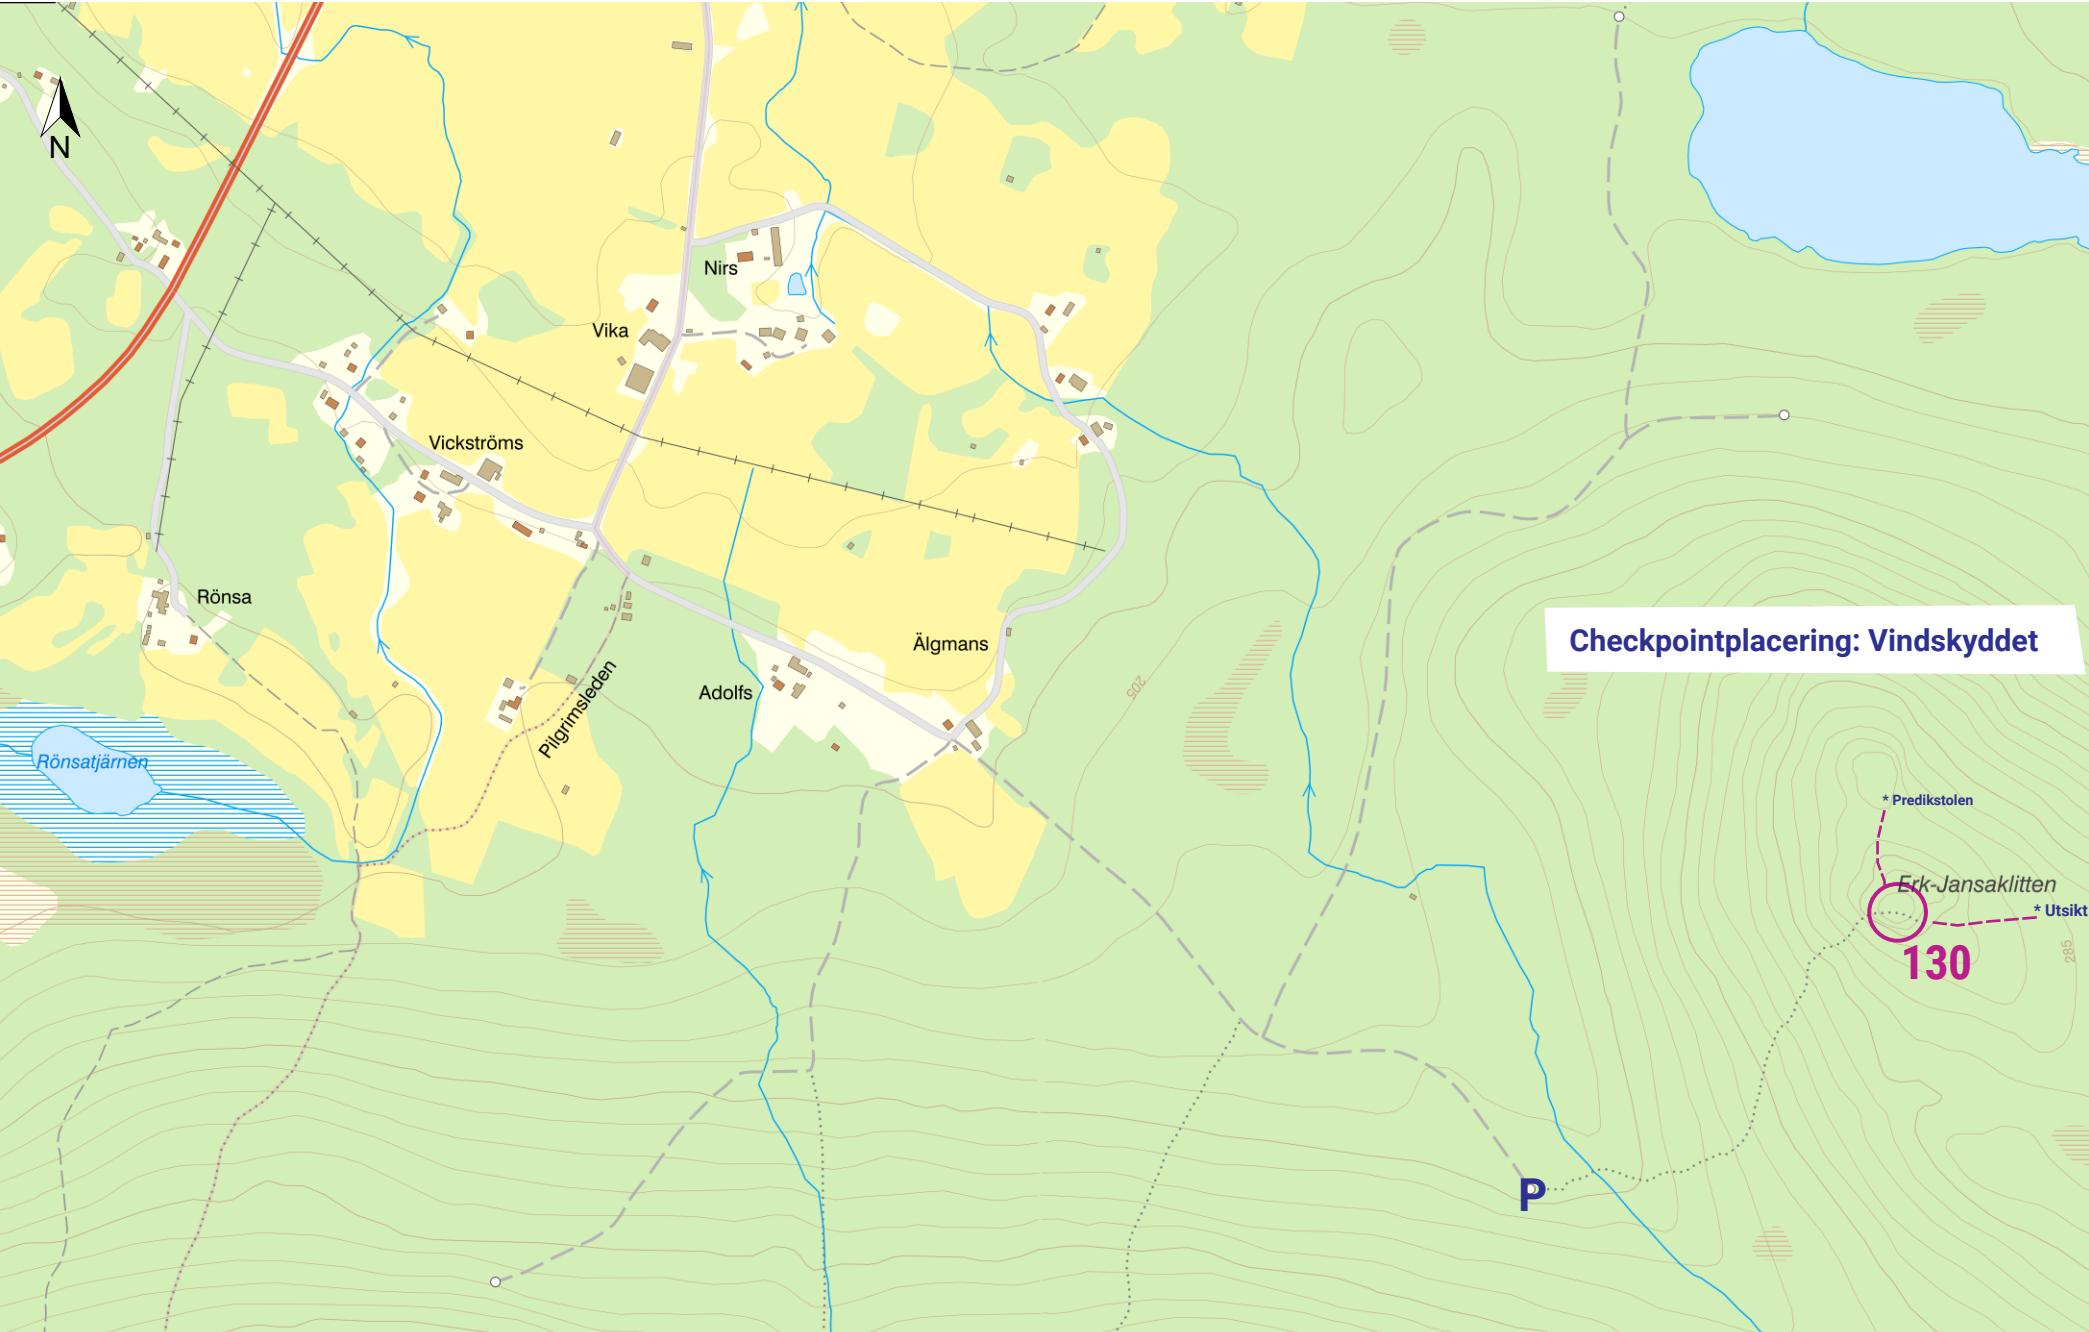 N
Nirs
Vika
Vickströms
Rönsa
Checkpointplacering: Vindskyddet
Älgmans
Pilgrimsleden
205
Adolfs
Rönsatjärnen
* Predikstolen
Erk-Jansaklitten
* Utsikt
130
285
P